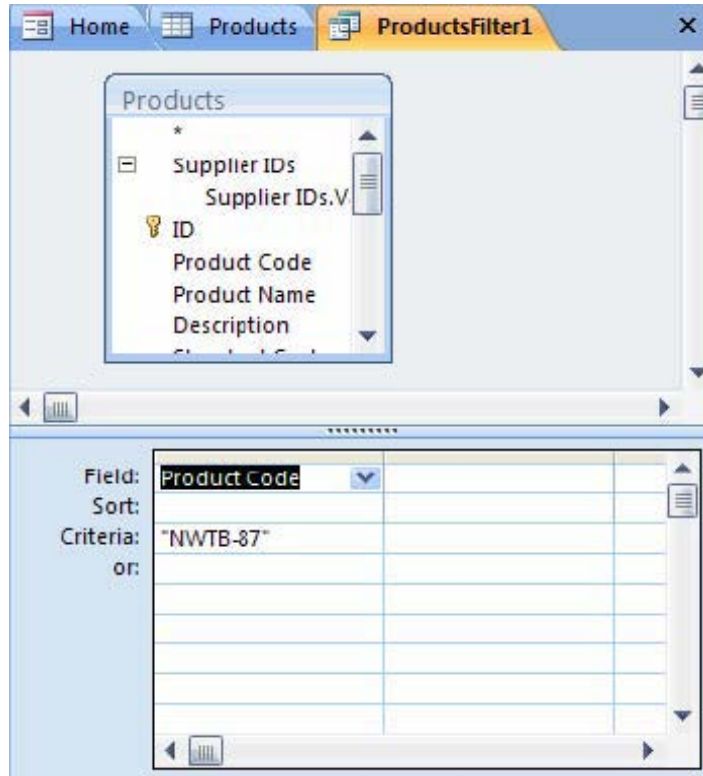 Home Products ProductsFilter1
Products
*
Supplier IDs
Supplier IDs.V
ID
Product Code
Product Name
Description
Field: Product Code
Sort:
Criteria: "NWTB-87"
or: